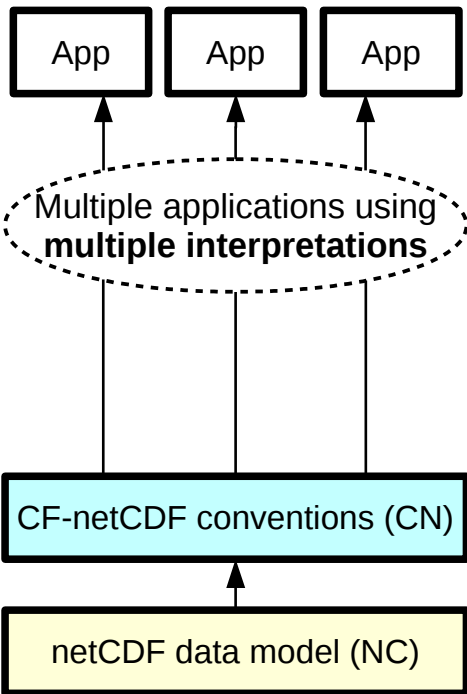 App App App
Multiple applications using
multiple interpretations
CF-netCDF conventions (CN)
netCDF data model (NC)